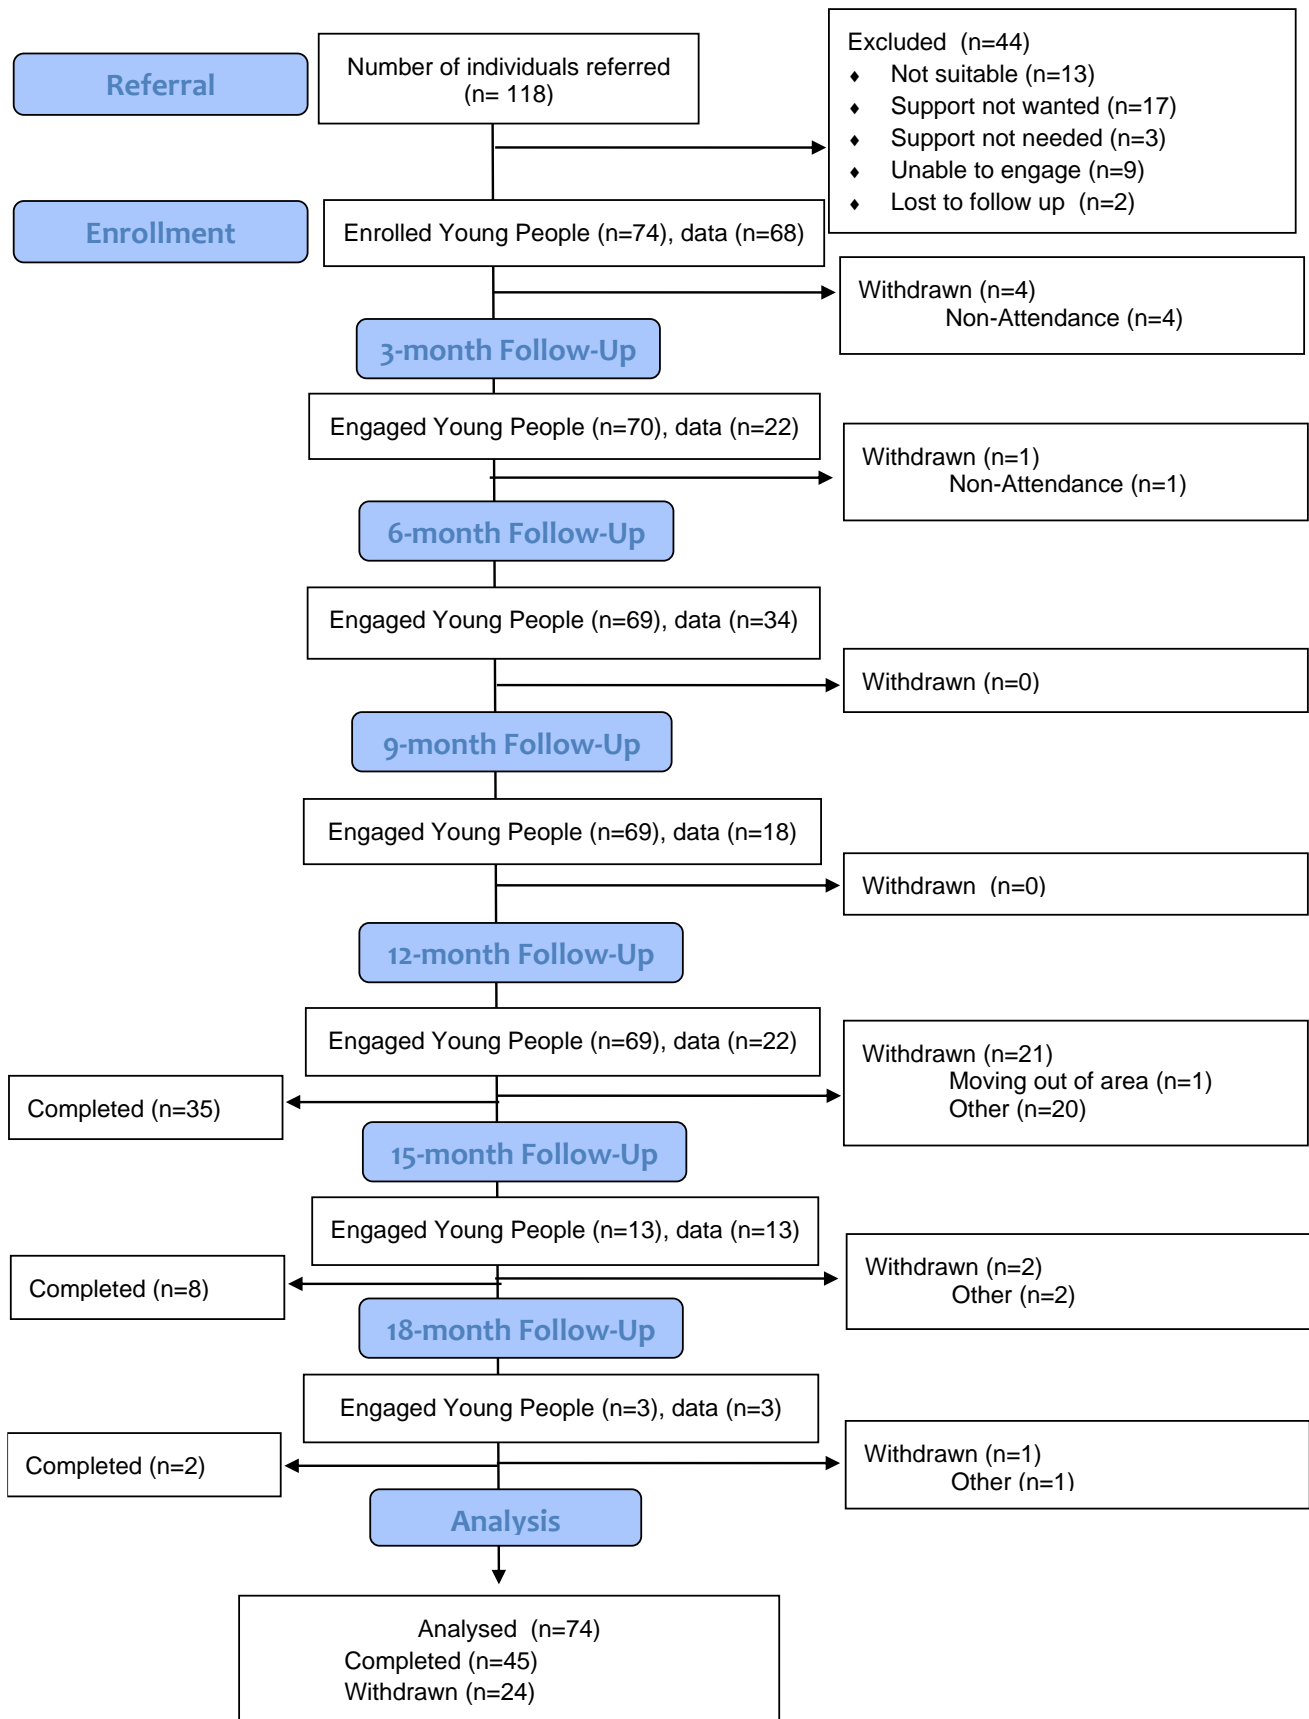 Referral
Number of individuals referred
(n= 118)
Excluded (n=44)
♦ Not suitable (n=13)
♦ Support not wanted (n=17)
♦ Support not needed (n=3)
♦ Unable to engage (n=9)
♦ Lost to follow up (n=2)
Enrollment
Enrolled Young People (n=74), data (n=68)
Withdrawn (n=4)
Non-Attendance (n=4)
3-month Follow-Up
Engaged Young People (n=70), data (n=22)
Withdrawn (n=1)
Non-Attendance (n=1)
6-month Follow-Up
Engaged Young People (n=69), data (n=34)
Withdrawn (n=0)
9-month Follow-Up
Engaged Young People (n=69), data (n=18)
Withdrawn (n=0)
12-month Follow-Up
Engaged Young People (n=69), data (n=22)
Withdrawn (n=21)
Moving out of area (n=1)
Other (n=20)
Completed (n=35)
15-month Follow-Up
Engaged Young People (n=13), data (n=13)
Withdrawn (n=2)
Other (n=2)
Completed (n=8)
18-month Follow-Up
Engaged Young People (n=3), data (n=3)
Withdrawn (n=1)
Other (n=1)
Completed (n=2)
Analysis
Analysed (n=74)
Completed (n=45)
Withdrawn (n=24)